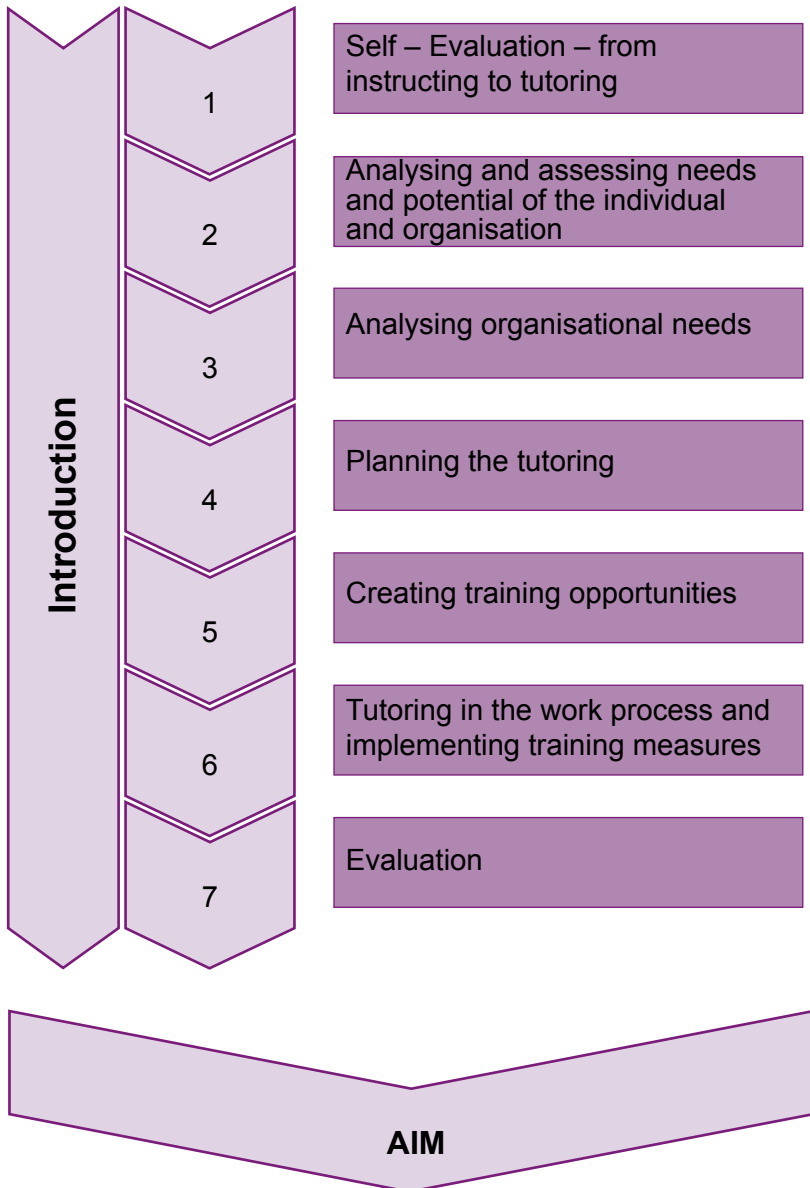 Introduction
1
Self – Evaluation – from
instructing to tutoring
2
Analysing and assessing needs
and potential of the individual
and organisation
3
Analysing organisational needs
4
Planning the tutoring
5
Creating training opportunities
6
Tutoring in the work process and
implementing training measures
7
Evaluation
AIM